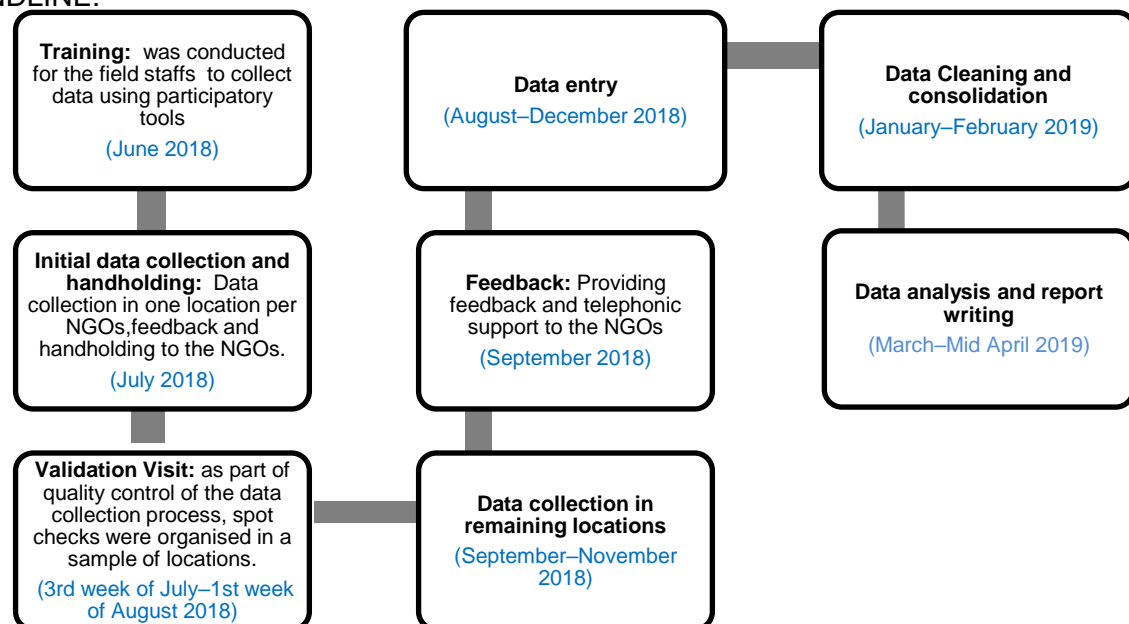 Training: was conducted
for the field staffs to collect
data using participatory
tools
(June 2018)
Initial data collection and
handholding: Data
collection in one location per
NGOs,feedback and
handholding to the NGOs.
(July 2018)
Validation Visit: as part of
quality control of the data
collection process, spot
checks were organised in a
sample of locations.
(3rd week of July–1st week
of August 2018)
Data collection in
remaining locations
(September–November
2018)
Feedback: Providing
feedback and telephonic
support to the NGOs
(September 2018)
Data entry
(August–December 2018)
Data Cleaning and
consolidation
(January–February 2019)
Data analysis and report
writing
(March–Mid April 2019)